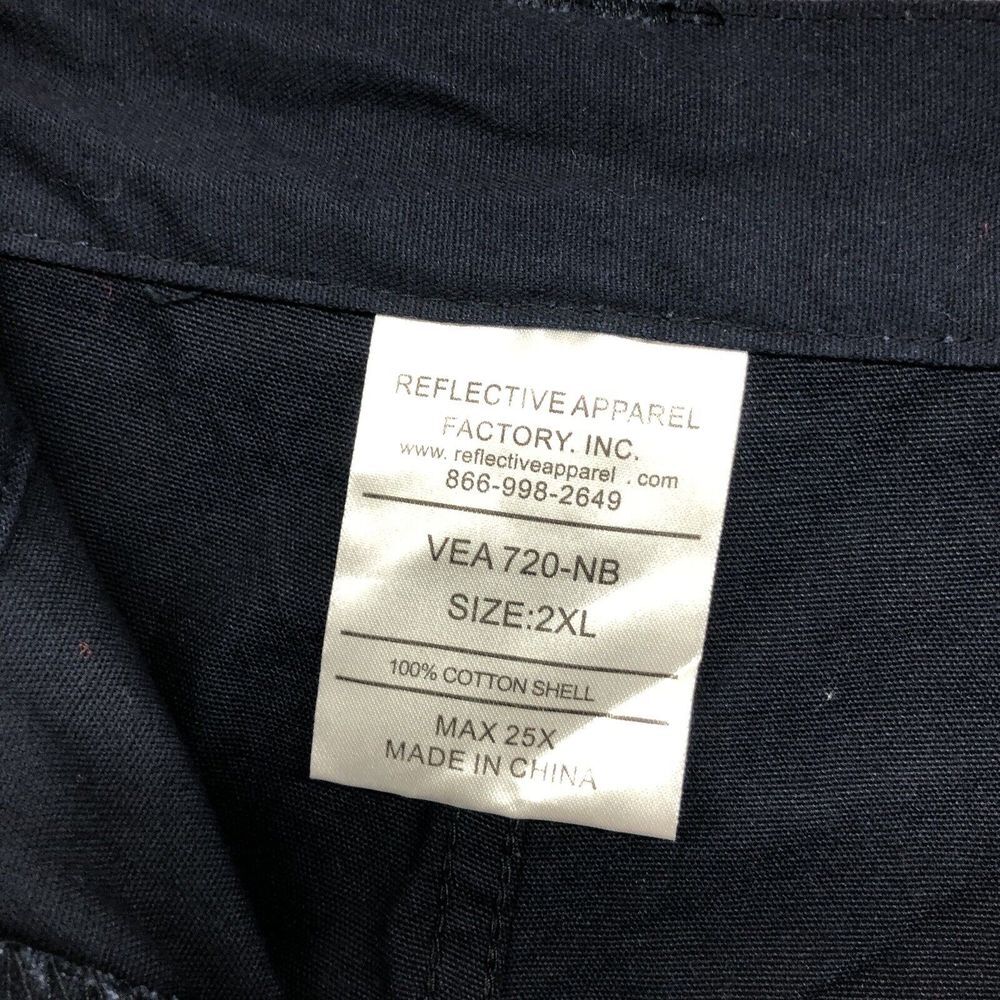 REFLECTIVE APPAREL
FACTORY. INC.
www. reflectiveapparel .com
866-998-2649
VEA 720-NB
SIZE:2XL
100% COTTON SHELL
MAX 25X
MADE IN CHINA